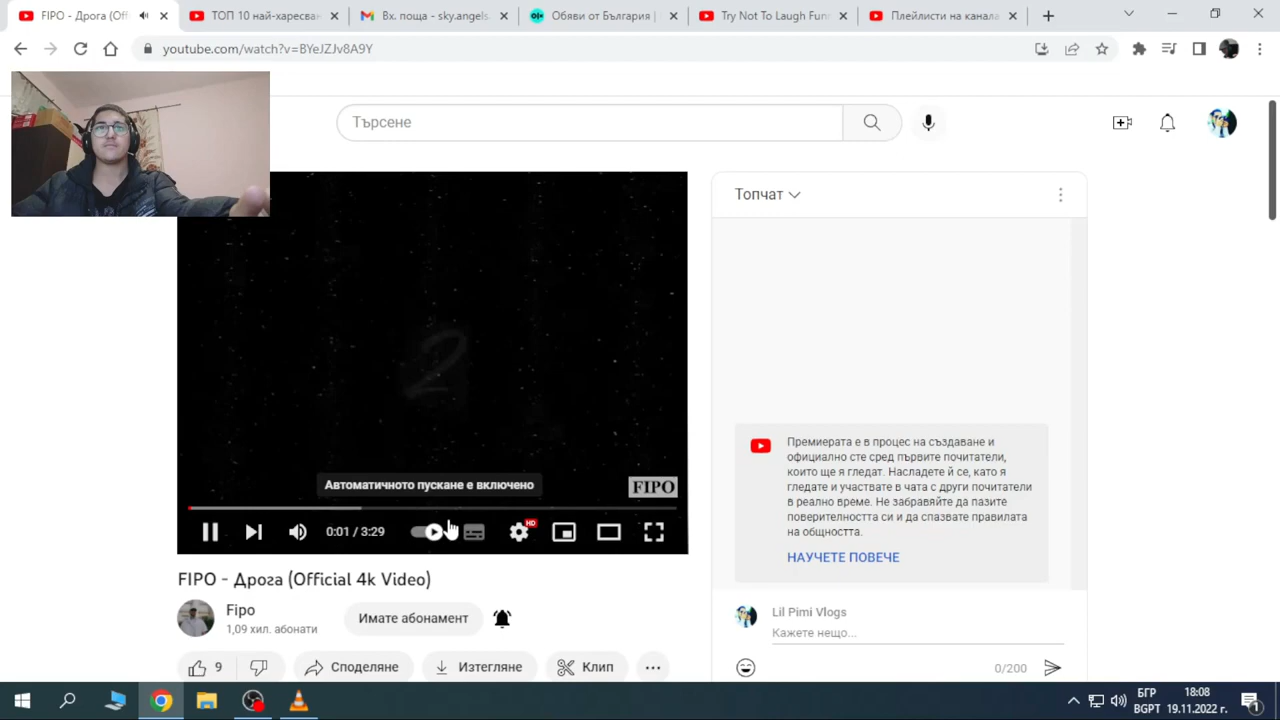 FIPO - Дрога (Off
ТОП 10 най-харесван
Вх. поща - sky.angels
Обяви от България |
Try Not To Laugh Fun
Плейлисти на канала
youtube.com/watch?v=BYeJZJv8A9Y
Търсене
Топчат
2
Автоматичното пускане е включено
FIPO
0:01 / 3:29
HD
FIPO - Дрога (Official 4k Video)
Fipo
1,09 хил. абонати
Имате абонамент
9
Споделяне
Изтегляне
Клип
Премиерата е в процес на създаване и
официално сте сред първите почитатели,
които ще я гледат. Насладете й се, като я
гледате и участвате в чата с други почитатели
в реално време. Не забравяйте да пазите
поверителността си и да спазвате правилата
на общността.
НАУЧЕТЕ ПОВЕЧЕ
Lil Pimi Vlogs
Кажете нещо...
0/200
БГР
BGPT
18:08
19.11.2022 г.
1